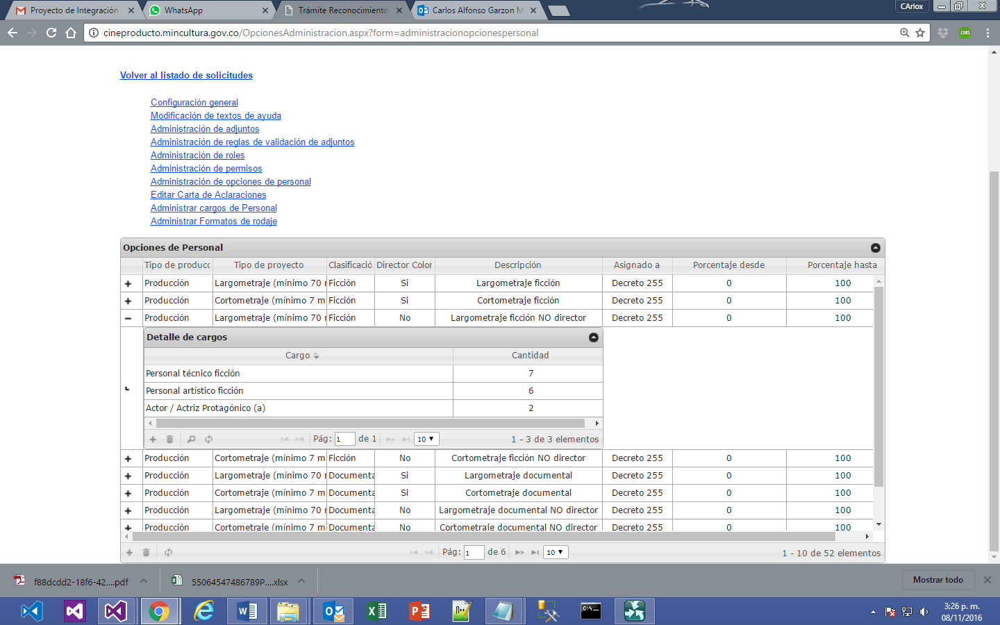 Proyecto de Integración
WhatsApp
Trámite Reconocimiento
Carlos Alfonso Garzon M
CArlox
cineproducto.mincultura.gov.co/OpcionesAdministracion.aspx?form=administracionopcionespersonal
CORS
Volver al listado de solicitudes
Configuración general
Modificación de textos de ayuda
Administración de adjuntos
Administración de reglas de validación de adjuntos
Administración de roles
Administración de permisos
Administración de opciones de personal
Editar Carta de Aclaraciones
Administrar cargos de Personal
Administrar Formatos de rodaje
Opciones de Personal
Tipo de producc Tipo de proyecto Clasificació Director Color Descripción Asignado a Porcentaje desde Porcentaje hasta
Producción Largometraje (mínimo 70 r Ficción Si Largometraje ficción Decreto 255 0 100
Producción Cortometraje (mínimo 7 m Ficción Si Cortometraje ficción Decreto 255 0 100
Producción Largometraje (mínimo 70 r Ficción No Largometraje ficción NO director Decreto 255 0 100
Detalle de cargos
Cargo Cantidad
Personal técnico ficción 7
Personal artístico ficción 6
Actor / Actriz Protagónico (a) 2
Pág: 1 de 1 10 1 - 3 de 3 elementos
Producción Cortometraje (mínimo 7 m Ficción No Cortometraje ficción NO director Decreto 255 0 100
Producción Largometraje (mínimo 70 r Documenta Si Largometraje documental Decreto 255 0 100
Producción Cortometraje (mínimo 7 m Documenta Si Cortometraje documental Decreto 255 0 100
Producción Largometraje (mínimo 70 r Documenta No Largometraje documental NO director Decreto 255 0 100
Producción Cortometraje (mínimo 7 m Documenta No Cortometraje documental NO director Decreto 255 0 100
Pág: 1 de 6 10 1 - 10 de 52 elementos
f88dcdd2-18f6-42....pdf
55064547486789P....xlsx
Mostrar todo
3:26 p. m.
08/11/2016